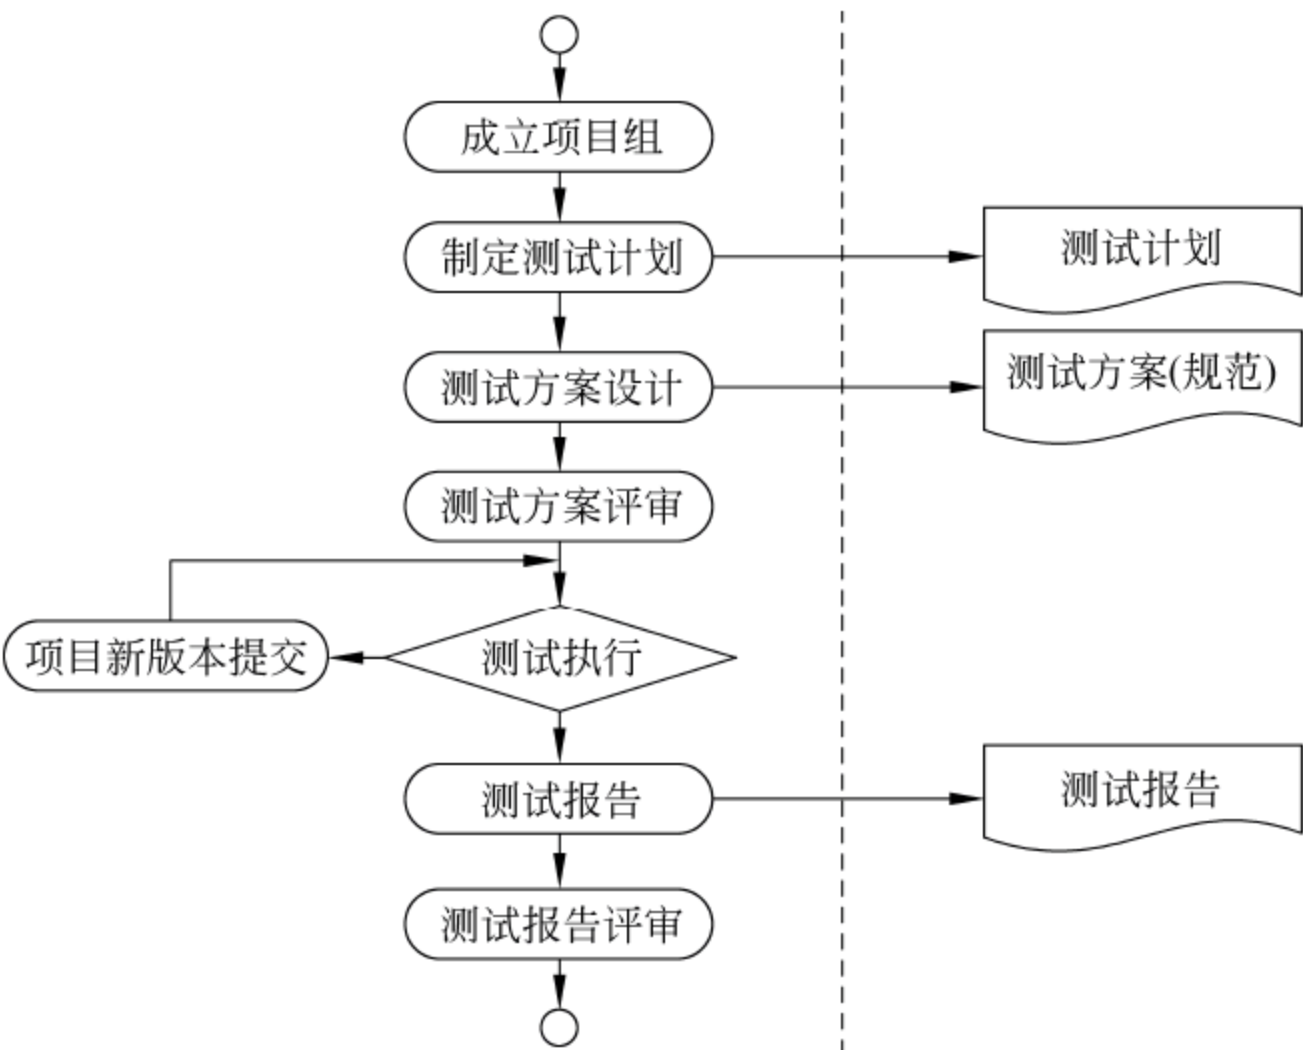 成立项目组
制定测试计划
测试计划
测试方案设计
测试方案(规范)
测试方案评审
项目新版本提交
测试执行
测试报告
测试报告
测试报告评审